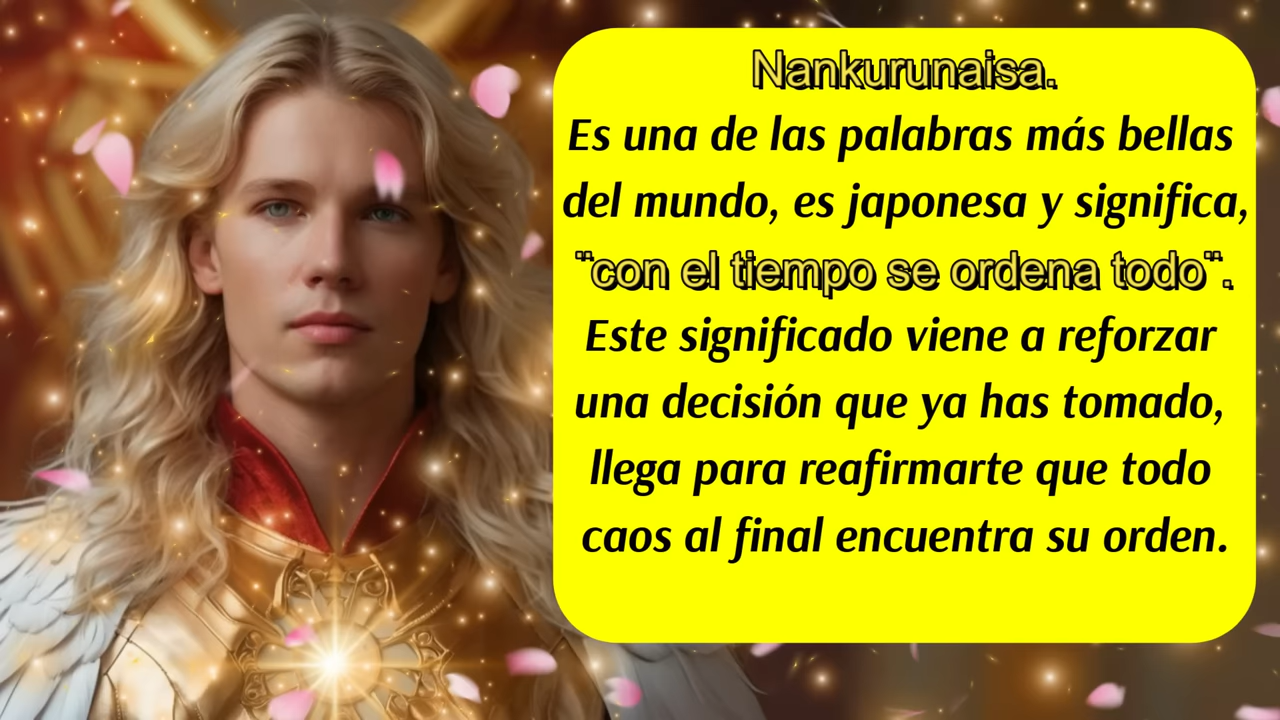 Nankurunaisa.
Es una de las palabras más bellas
del mundo, es japonesa y significa,
¨con el tiempo se ordena todo¨.
Este significado viene a reforzar
una decisión que ya has tomado,
llega para reafirmarte que todo
caos al final encuentra su orden.